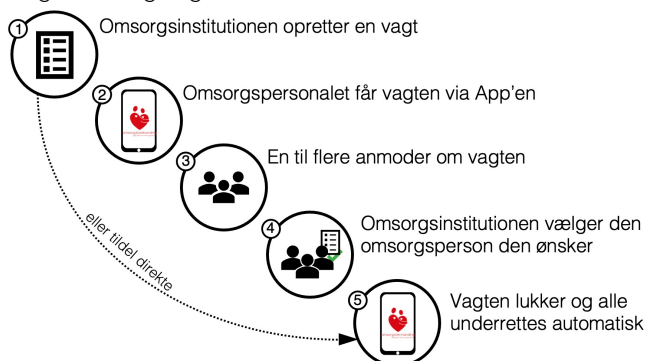 1
Omsorgsinstitutionen opretter en vagt
2
Omsorgspersonalet får vagten via App'en
3
En til flere anmoder om vagten
4
Omsorgsinstitutionen vælger den
omsorgsperson den ønsker
eller tildel direkte
5
Vagten lukker og alle
underrettes automatisk